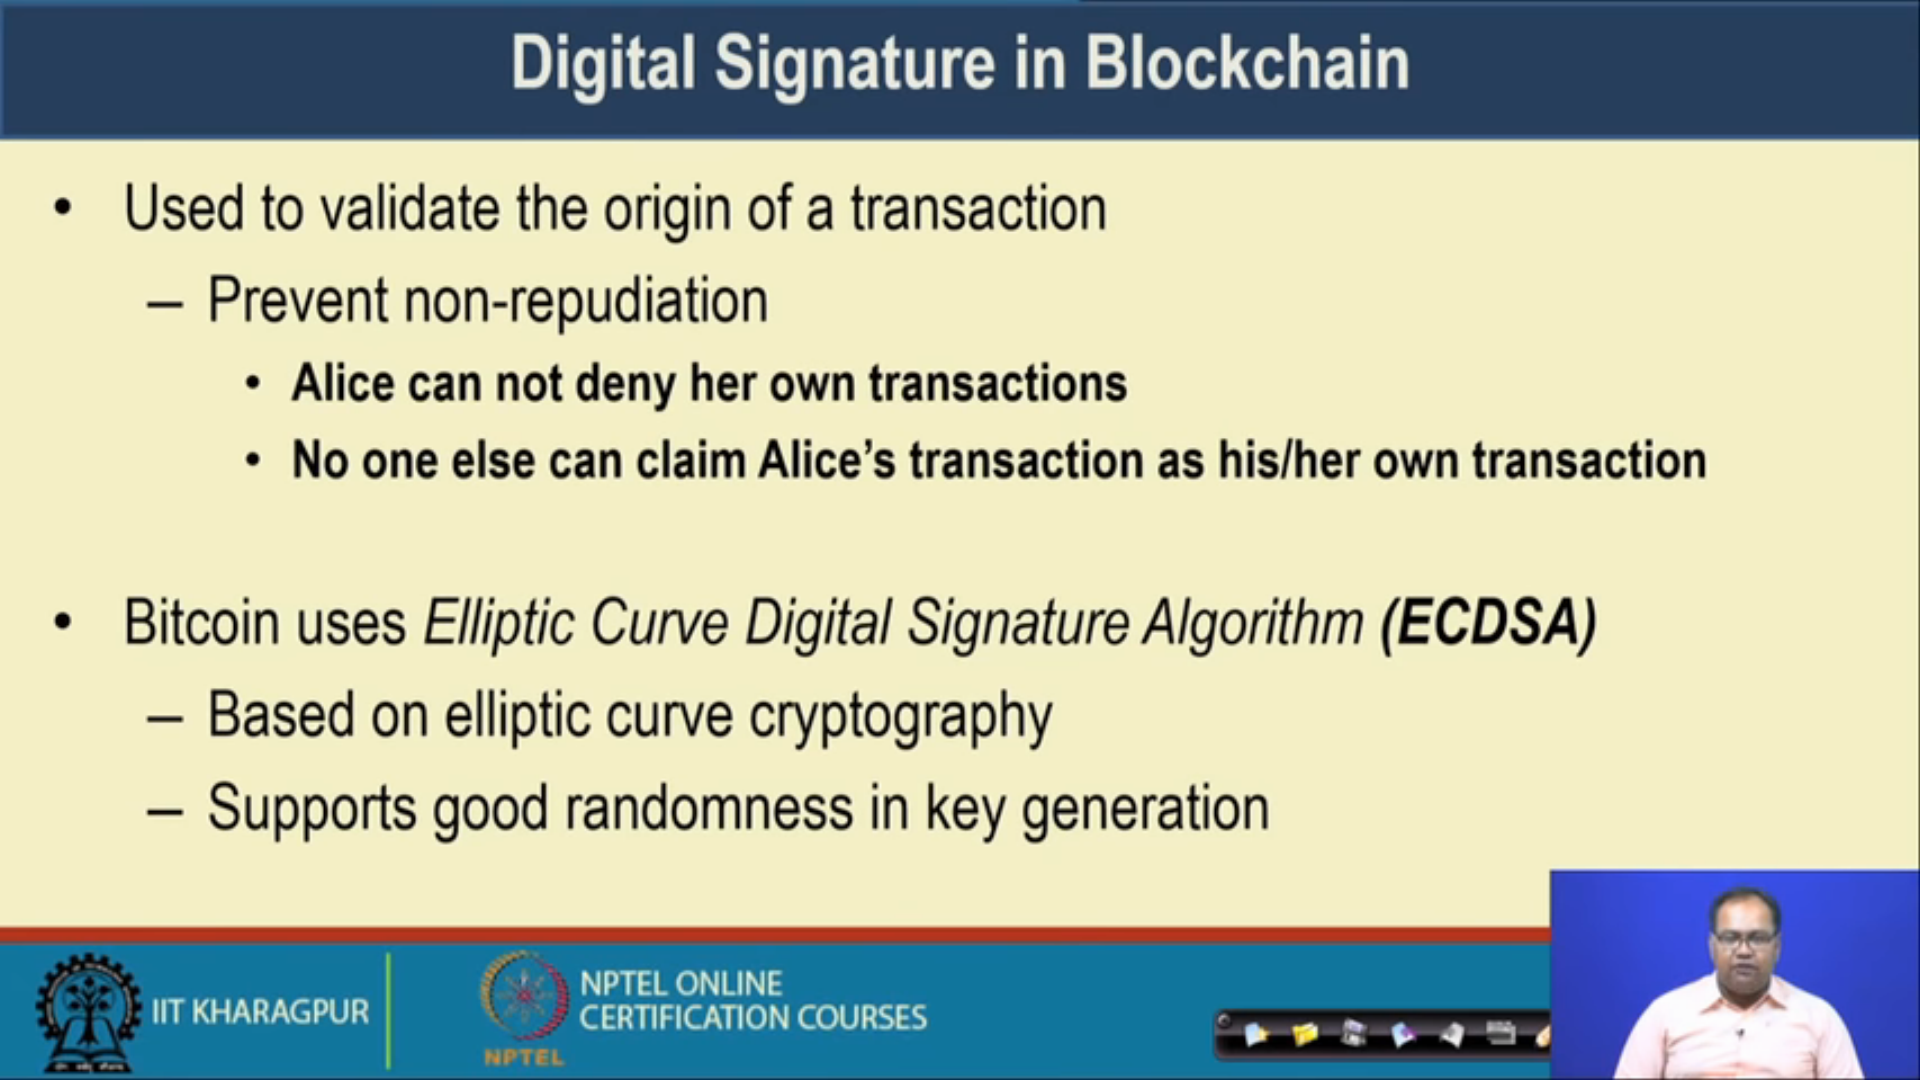 Digital Signature in Blockchain
• Used to validate the origin of a transaction
– Prevent non-repudiation
• Alice can not deny her own transactions
• No one else can claim Alice’s transaction as his/her own transaction
• Bitcoin uses Elliptic Curve Digital Signature Algorithm (ECDSA)
– Based on elliptic curve cryptography
– Supports good randomness in key generation
IIT KHARAGPUR
NPTEL ONLINE
CERTIFICATION COURSES
NPTEL